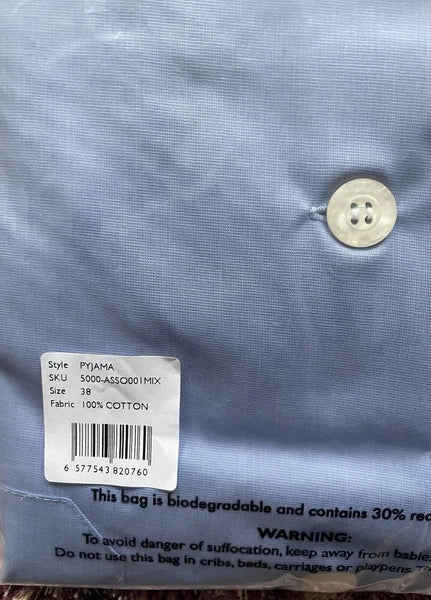 Style PYJAMA
SKU 5000-ASSO001MIX
Size 38
Fabric 100% COTTON
6 577543 820760
This bag is biodegradable and contains 30% rec
WARNING:
To avoid danger of suffocation, keep away from babies
Do not use this bag in cribs, beds, carriages or playpens.